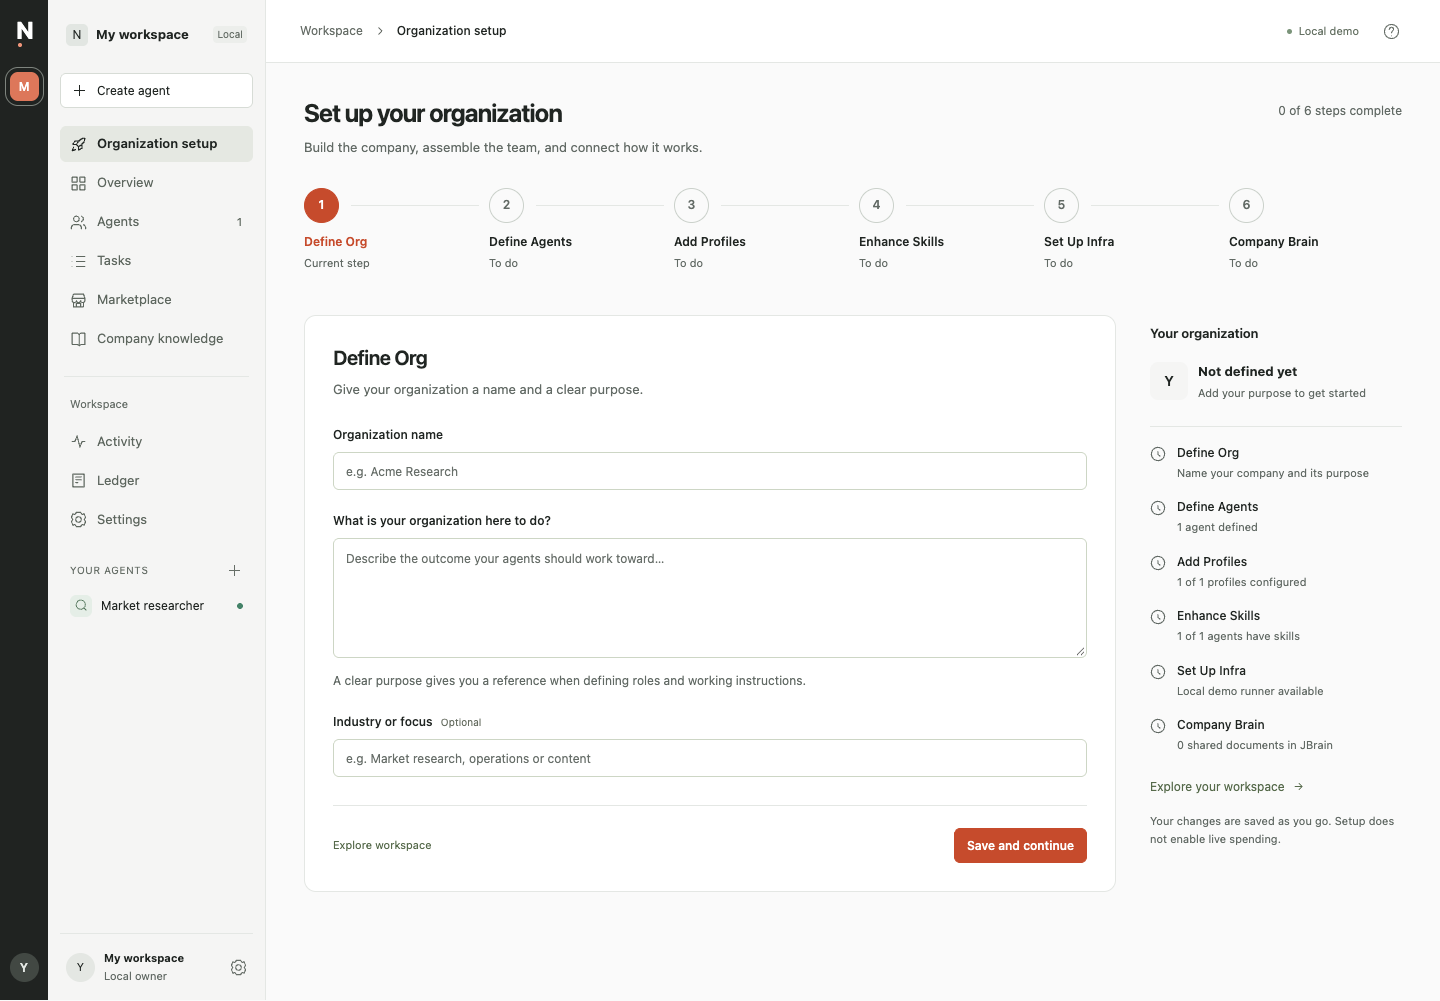 N
M
N My workspace Local
Create agent
Organization setup
Overview
Agents 1
Tasks
Marketplace
Company knowledge
Workspace
Activity
Ledger
Settings
YOUR AGENTS
Market researcher
Y
Y My workspace
Local owner
Workspace > Organization setup
Local demo ?
Set up your organization
0 of 6 steps complete
Build the company, assemble the team, and connect how it works.
1 2 3 4 5 6
Define Org Define Agents Add Profiles Enhance Skills Set Up Infra Company Brain
Current step To do To do To do To do To do
Define Org
Give your organization a name and a clear purpose.
Organization name
e.g. Acme Research
What is your organization here to do?
Describe the outcome your agents should work toward...
A clear purpose gives you a reference when defining roles and working instructions.
Industry or focus Optional
e.g. Market research, operations or content
Explore workspace
Save and continue
Your organization
Y Not defined yet
Add your purpose to get started
Define Org
Name your company and its purpose
Define Agents
1 agent defined
Add Profiles
1 of 1 profiles configured
Enhance Skills
1 of 1 agents have skills
Set Up Infra
Local demo runner available
Company Brain
0 shared documents in JBrain
Explore your workspace →
Your changes are saved as you go. Setup does
not enable live spending.